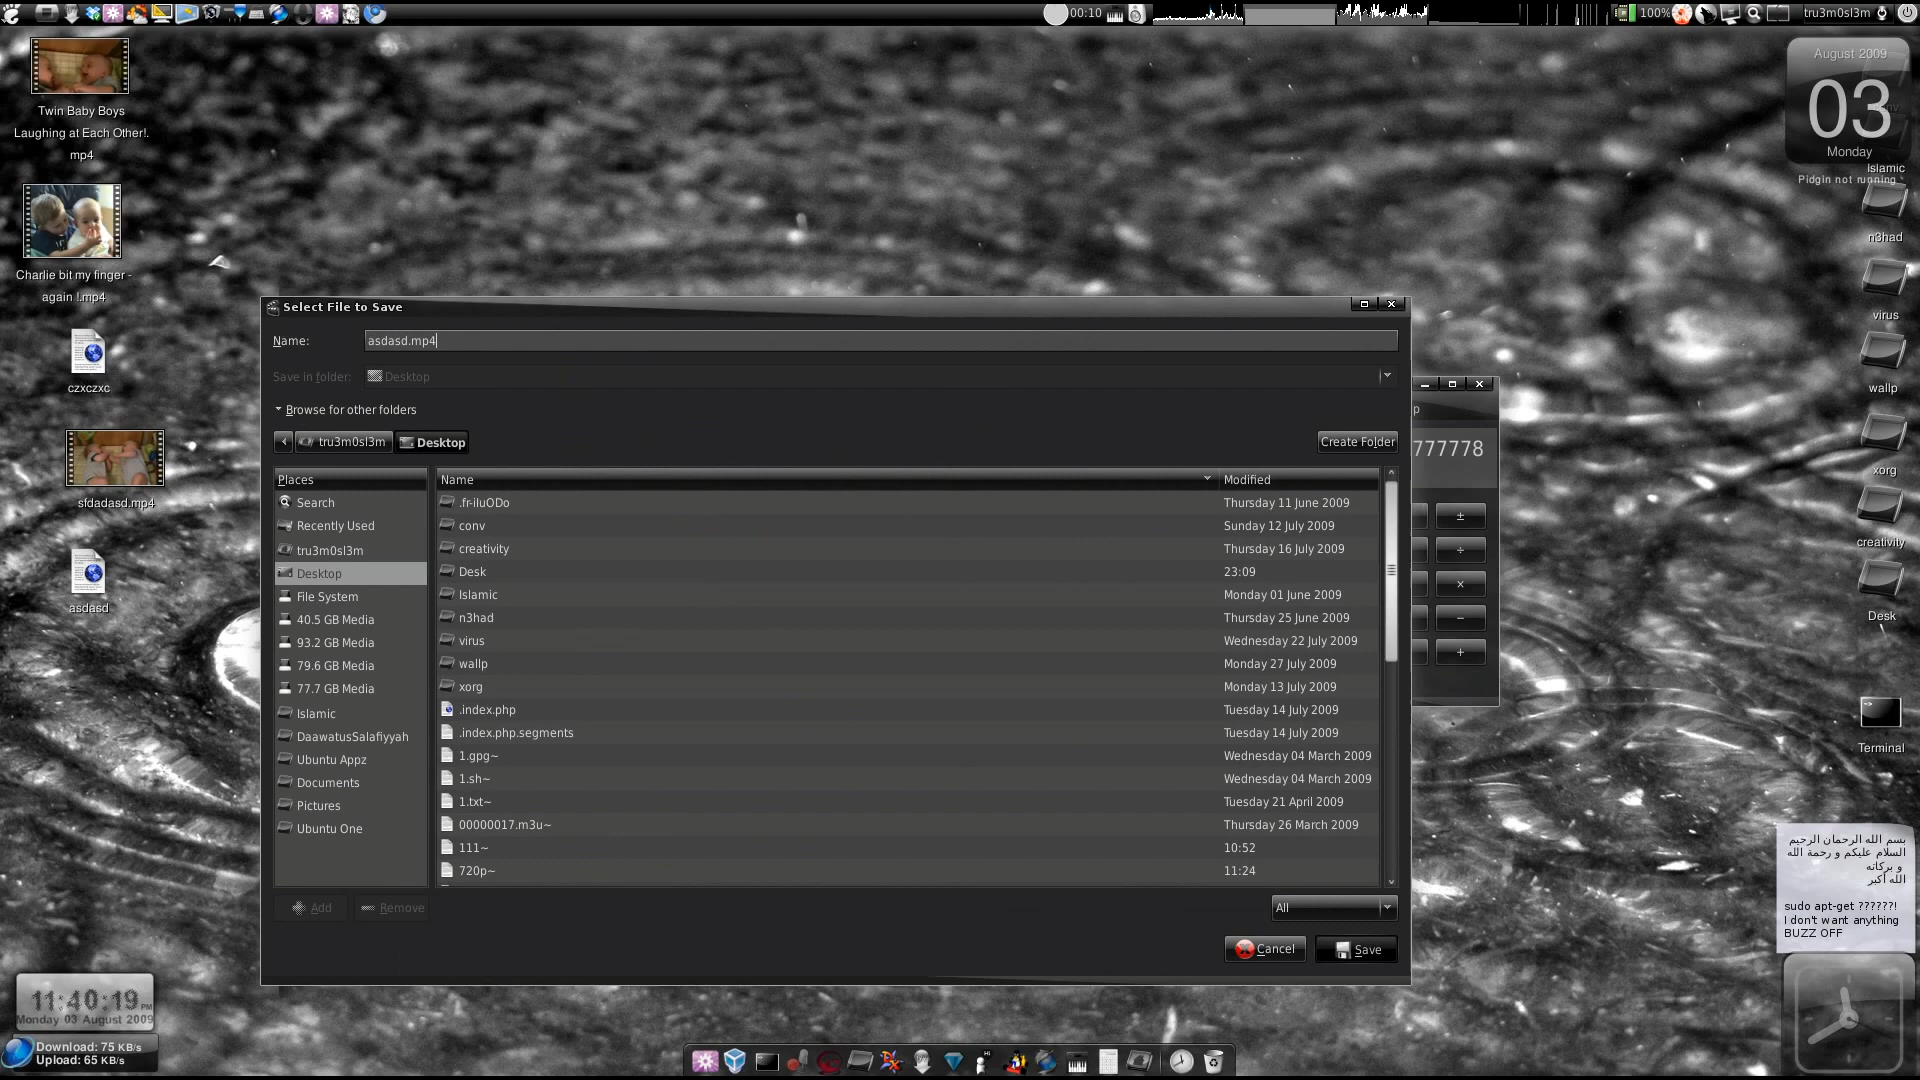 00:10
100%
tru3m0sl3m
Twin Baby Boys
Laughing at Each Other!.
mp4
Charlie bit my finger -
again !.mp4
czxczxc
sfdadasd.mp4
asdasd
August 2009
03
Monday
Islamic
Pidgin not running
n3had
virus
wallp
xorg
creativity
Desk
Terminal
Select File to Save
Name:
asdasd.mp4
Save in folder:
Desktop
Browse for other folders
tru3m0sl3m
Desktop
Create Folder
Places
Search
Recently Used
tru3m0sl3m
Desktop
File System
40.5 GB Media
93.2 GB Media
79.6 GB Media
77.7 GB Media
Islamic
DaawatusSalafiyyah
Ubuntu Appz
Documents
Pictures
Ubuntu One
Name Modified
.fr-iIuODo Thursday 11 June 2009
conv Sunday 12 July 2009
creativity Thursday 16 July 2009
Desk 23:09
Islamic Monday 01 June 2009
n3had Thursday 25 June 2009
virus Wednesday 22 July 2009
wallp Monday 27 July 2009
xorg Monday 13 July 2009
.index.php Tuesday 14 July 2009
.index.php.segments Tuesday 14 July 2009
1.gpg~ Wednesday 04 March 2009
1.sh~ Wednesday 04 March 2009
1.txt~ Tuesday 21 April 2009
00000017.m3u~ Thursday 26 March 2009
111~ 10:52
720p~ 11:24
Add
Remove
All
Cancel
Save
p
777778
±
÷
×
−
+
بسم الله الرحمان الرحيم
السلام عليكم و رحمة الله
و بركاته
الله أكبر
sudo apt-get ??????!
I don't want anything
BUZZ OFF
11:40:19 PM
Monday 03 August 2009
Download: 75 KB/s
Upload: 65 KB/s